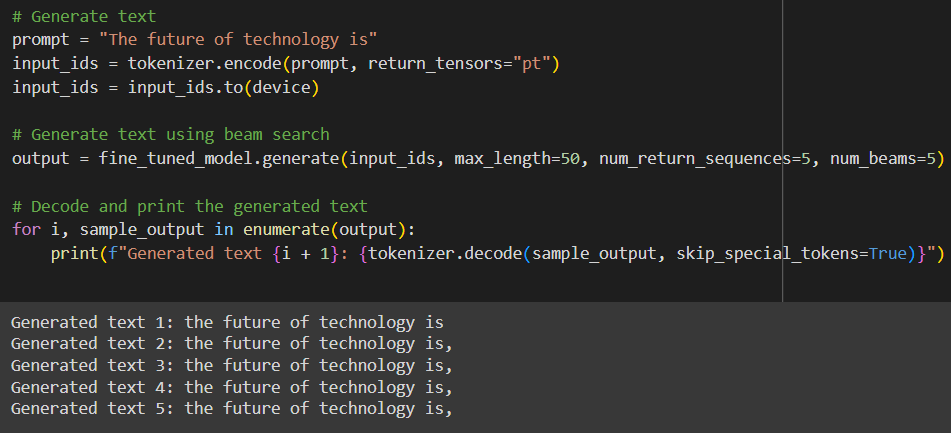 # Generate text
prompt = "The future of technology is"
input_ids = tokenizer.encode(prompt, return_tensors="pt")
input_ids = input_ids.to(device)
# Generate text using beam search
output = fine_tuned_model.generate(input_ids, max_length=50, num_return_sequences=5, num_beams=5)
# Decode and print the generated text
for i, sample_output in enumerate(output):
    print(f"Generated text {i + 1}: {tokenizer.decode(sample_output, skip_special_tokens=True)}")
Generated text 1: the future of technology is
Generated text 2: the future of technology is,
Generated text 3: the future of technology is,
Generated text 4: the future of technology is,
Generated text 5: the future of technology is,